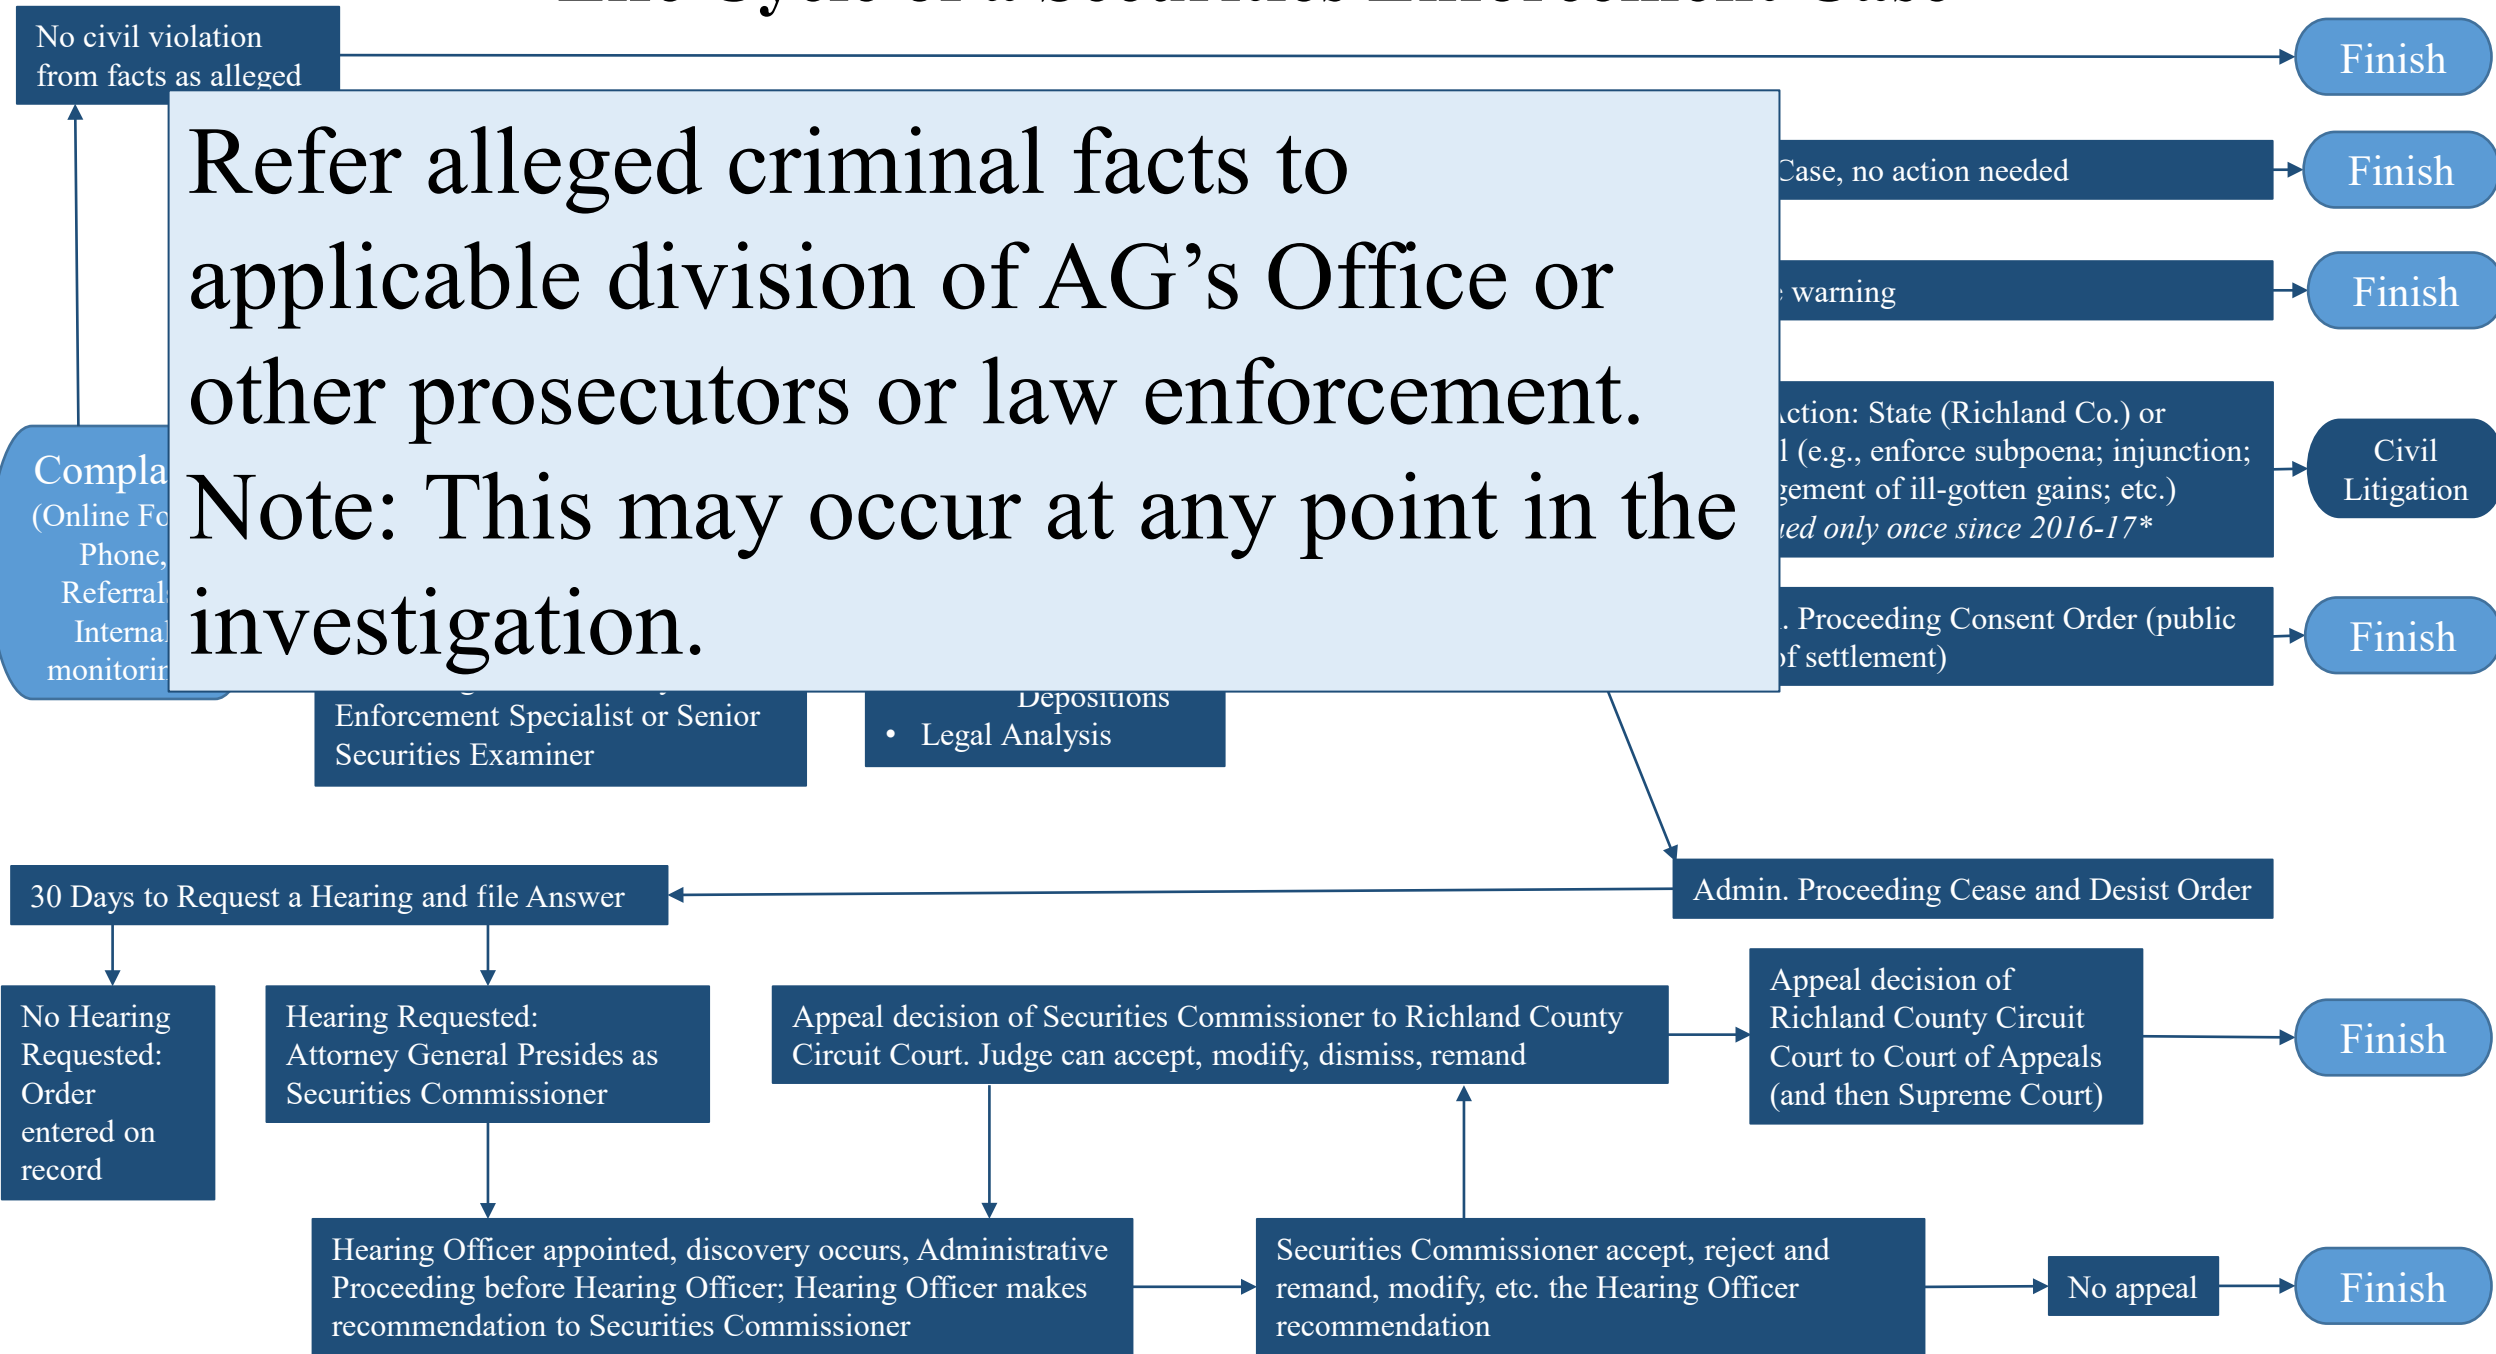 Life Cycle of a Securities Enforcement Case
No civil violation
from facts as alleged
Finish
Refer alleged criminal facts to
applicable division of AG’s Office or
other prosecutors or law enforcement.
Note: This may occur at any point in the
investigation.
Case, no action needed
Finish
warning
Finish
Action: State (Richland Co.) or
(e.g., enforce subpoena; injunction;
of ill-gotten gains; etc.)
only once since 2016-17*
Civil
Litigation
. Proceeding Consent Order (public
of settlement)
Finish
(Online
Phone,
Depositions
• Legal Analysis
Enforcement Specialist or Senior
Securities Examiner
Admin. Proceeding Cease and Desist Order
30 Days to Request a Hearing and file Answer
No Hearing
Requested:
Order
entered on
record
Hearing Requested:
Attorney General Presides as
Securities Commissioner
Appeal decision of Securities Commissioner to Richland County
Circuit Court. Judge can accept, modify, dismiss, remand
Appeal decision of
Richland County Circuit
Court to Court of Appeals
(and then Supreme Court)
Finish
Hearing Officer appointed, discovery occurs, Administrative
Proceeding before Hearing Officer; Hearing Officer makes
recommendation to Securities Commissioner
Securities Commissioner accept, reject and
remand, modify, etc. the Hearing Officer
recommendation
No appeal
Finish